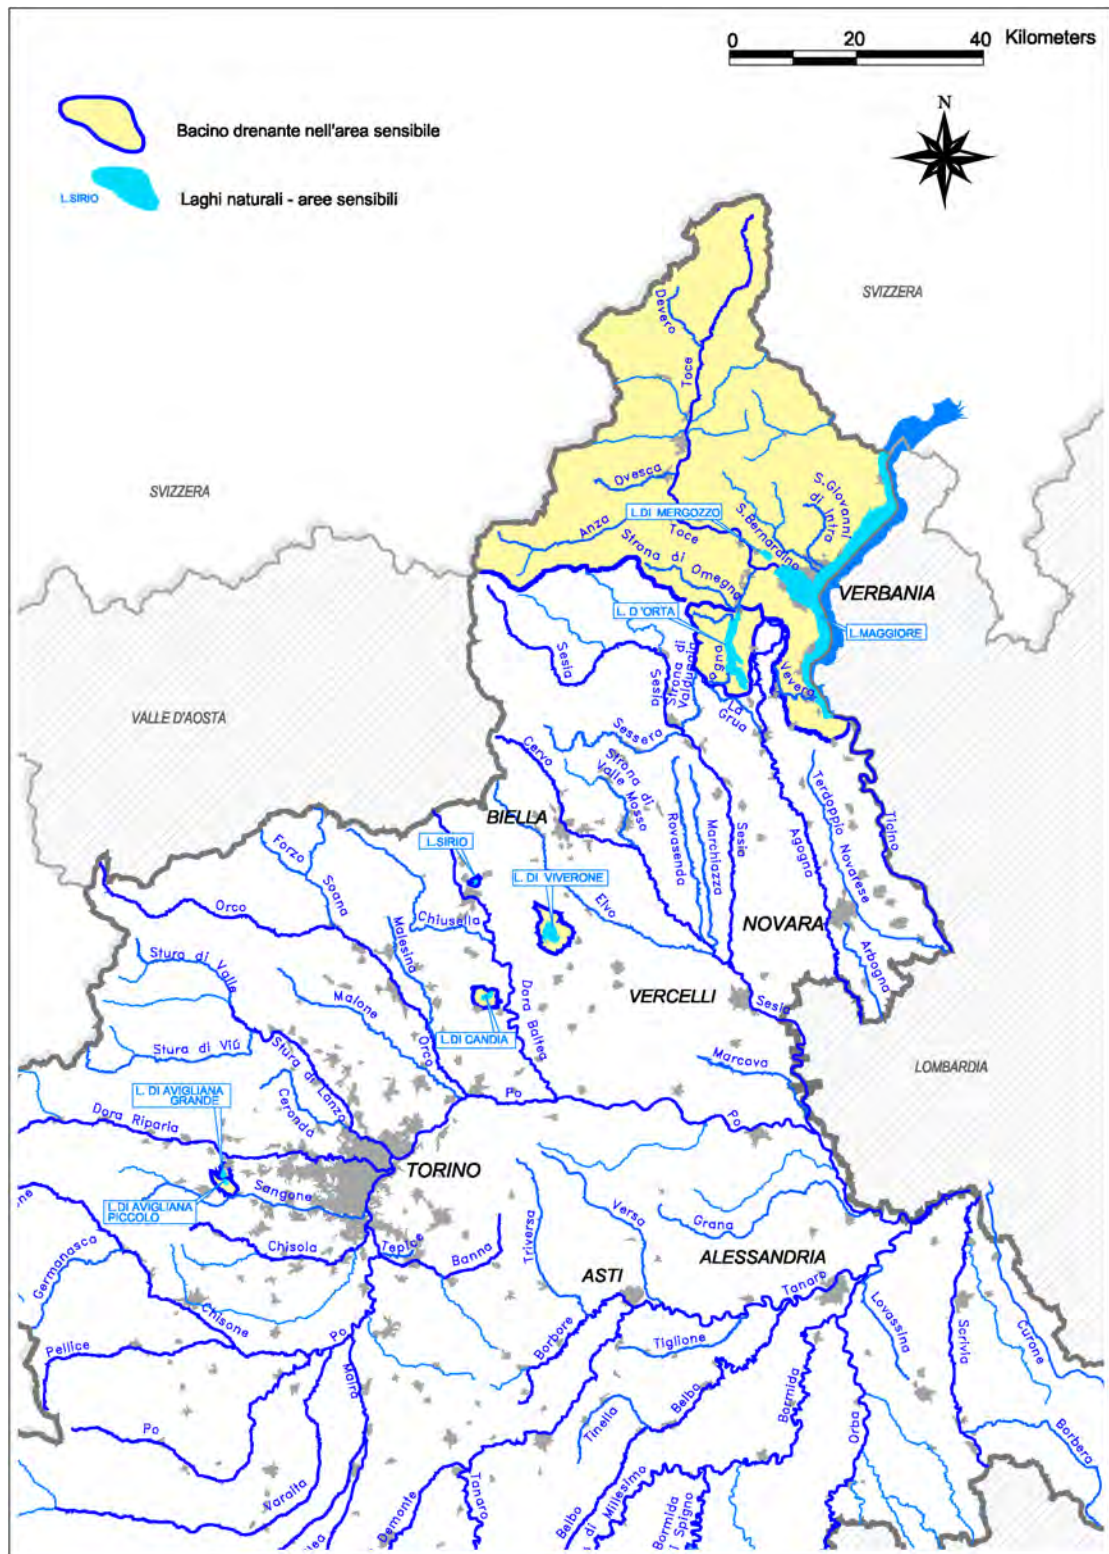 0 20 40 Kilometers
N
Bacino drenante nell'area sensibile
L.SIRIO
Laghi naturali - aree sensibili
SVIZZERA
Devero
Toce
SVIZZERA
Ovesca
S.Giovanni
di Intra
L.DI MERGOZZO
S.Bernardino
Anza
Toce
Strona di Omegna
VERBANIA
L. D'ORTA
L.MAGGIORE
Sesia
Sesia
Strona di
Valduggia
Vevera
La
Grua
VALLE D'AOSTA
Sessera
Cervo
Strona di
Valle Mosso
Rovasenda
Marchiazza
Sesia
Agogna
Terdoppio Novarese
Ticino
BIELLA
L.SIRIO
L. DI VIVERONE
Forzo
Soana
Orco
Chiusella
Malesina
Elvo
NOVARA
Arbogna
Stura di Valle
Malone
Dora Baltea
VERCELLI
Sesia
Stura di Viù
Orco
L.DI CANDIA
Marcova
LOMBARDIA
Stura di Lanzo
Ceronda
Po
Po
L. DI AVIGLIANA
GRANDE
Dora Riparia
TORINO
L.DI AVIGLIANA
PICCOLO
Sangone
Chisola
Tepice
Banna
Triversa
Versa
Grana
ALESSANDRIA
ASTI
Tanaro
Germanasca
Chisone
Pellice
Po
Maira
Borbore
Tiglione
Lovassina
Scrivia
Curone
Po
Belbo
Tinella
Bormida
Orba
Borbera
Varaita
Demonte
Tanaro
Belbo
di Millesimo
Bormida
Spigno